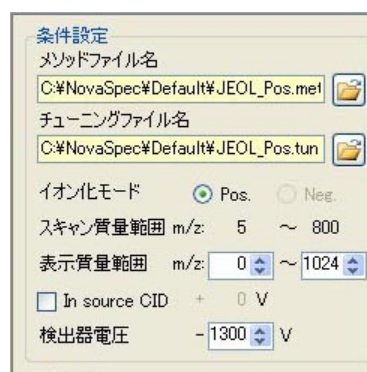 条件設定
メソッドファイル名
C:¥NovaSpec¥Default¥JEOL_Pos.met
チューニングファイル名
C:¥NovaSpec¥Default¥JEOL_Pos.tun
イオン化モード Pos. Neg.
スキャン質量範囲 m/z: 5 ～ 800
表示質量範囲 m/z: 0 ～ 1024
In source CID + 0 V
検出器電圧 - 1300 V